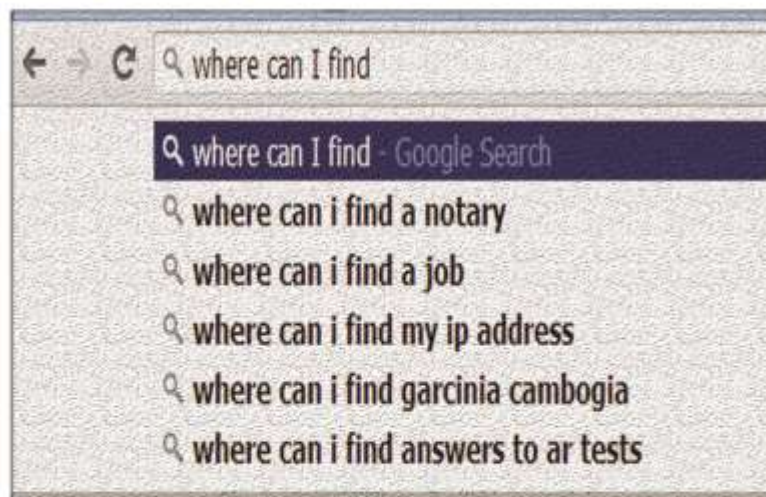 where can I find
where can I find - Google Search
where can i find a notary
where can i find a job
where can i find my ip address
where can i find garcinia cambogia
where can i find answers to ar tests